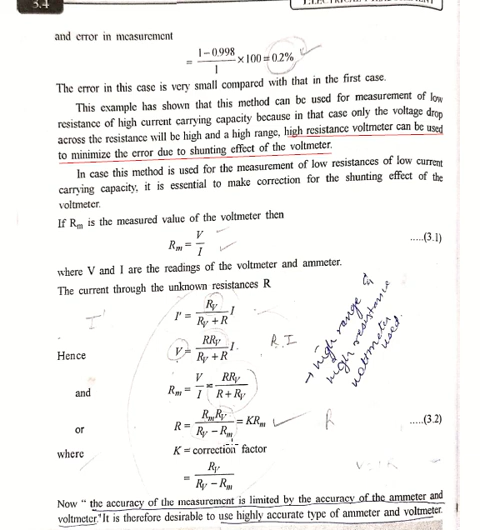 3.4
and error in measurement
= 1−0.998 / 1 × 100 = 0.2%
The error in this case is very small compared with that in the first case.
This example has shown that this method can be used for measurement of low
resistance of high current carrying capacity because in that case only the voltage drop
across the resistance will be high and a high range, high resistance voltmeter can be used
to minimize the error due to shunting effect of the voltmeter.
In case this method is used for the measurement of low resistances of low current
carrying capacity, it is essential to make correction for the shunting effect of the
voltmeter.
If Rm is the measured value of the voltmeter then
Rm = V / I .....(3.1)
where V and I are the readings of the voltmeter and ammeter.
The current through the unknown resistances R
I' I' = RV / RV + R I
Hence V = RRV / RV + R I. R.I
→ high range &
high resistance
voltmeter
used.
and Rm = V / I = RRV / R + RV
or R = RmRV / RV − Rm = KRm R .....(3.2)
where K = correction factor
= RV / RV − Rm
Now " the accuracy of the measurement is limited by the accuracy of the ammeter and
voltmeter."It is therefore desirable to use highly accurate type of ammeter and voltmeter.